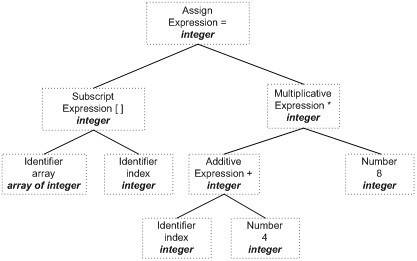 Assign
Expression =
integer
Subscript
Expression [ ]
integer
Multiplicative
Expression *
integer
Identifier
array
array of integer
Identifier
index
integer
Additive
Expression +
integer
Number
8
integer
Identifier
index
integer
Number
4
integer